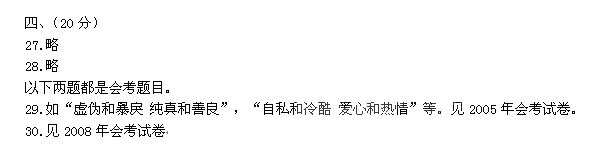 四、（20分）
27.略
28.略
以下两题都是会考题目。
29.如“虚伪和暴戾 纯真和善良”，“自私和冷酷 爱心和热情”等。见 2005 年会考试卷。
30.见 2008 年会考试卷